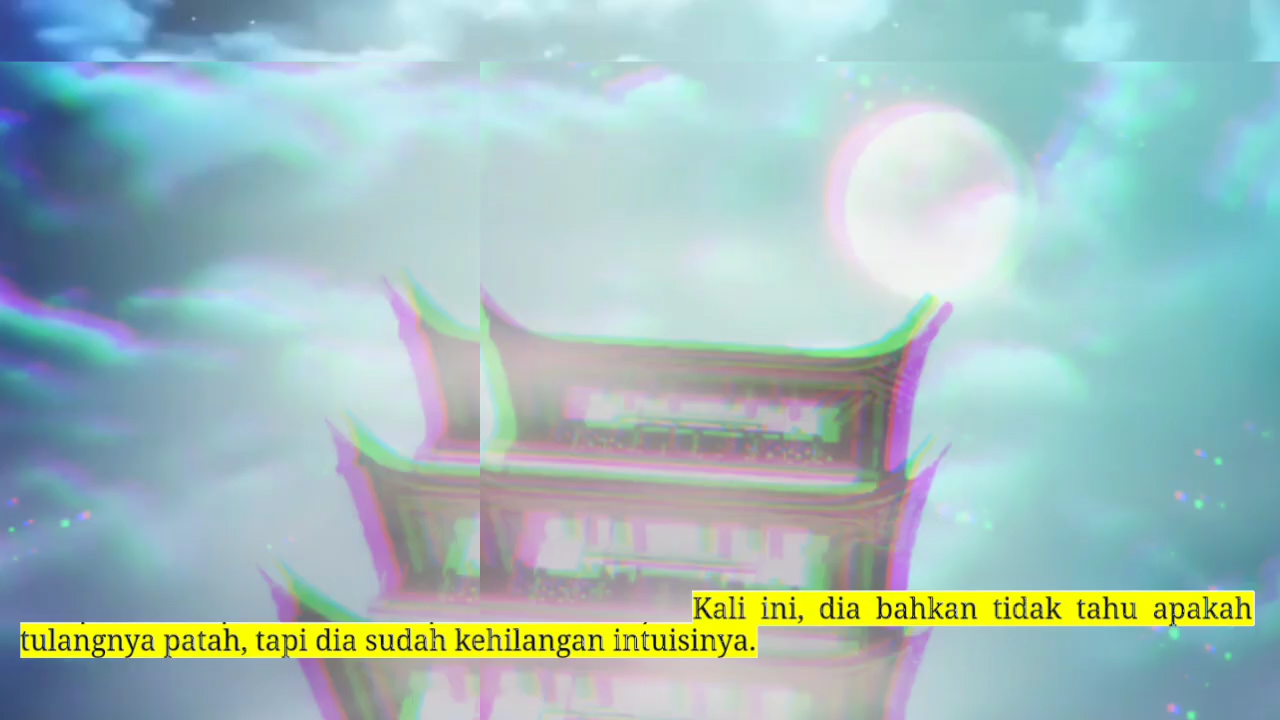 Kali ini, dia bahkan tidak tahu apakah
tulangnya patah, tapi dia sudah kehilangan intuisinya.